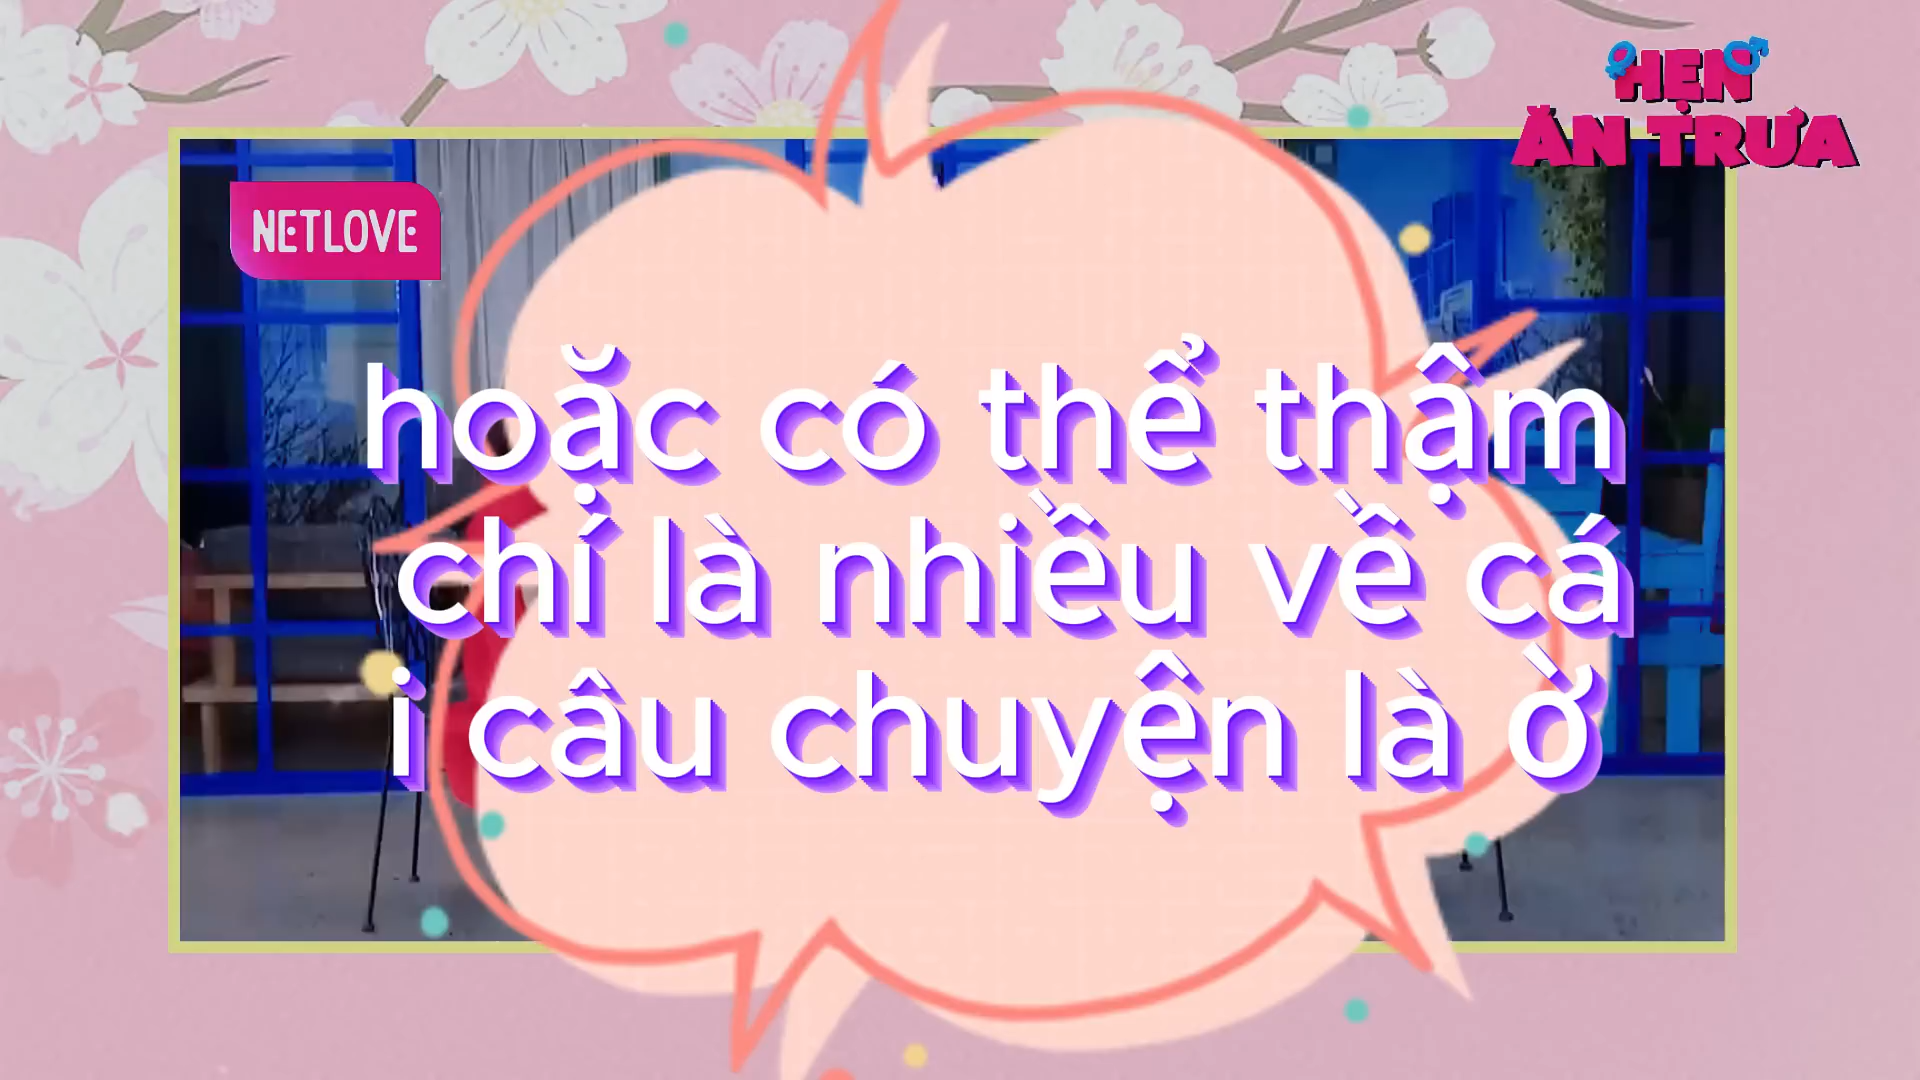 HẸN
ĂN TRƯA
NETLOVE
hoặc có thể thậm
chí là nhiều về cá
i câu chuyện là ờ